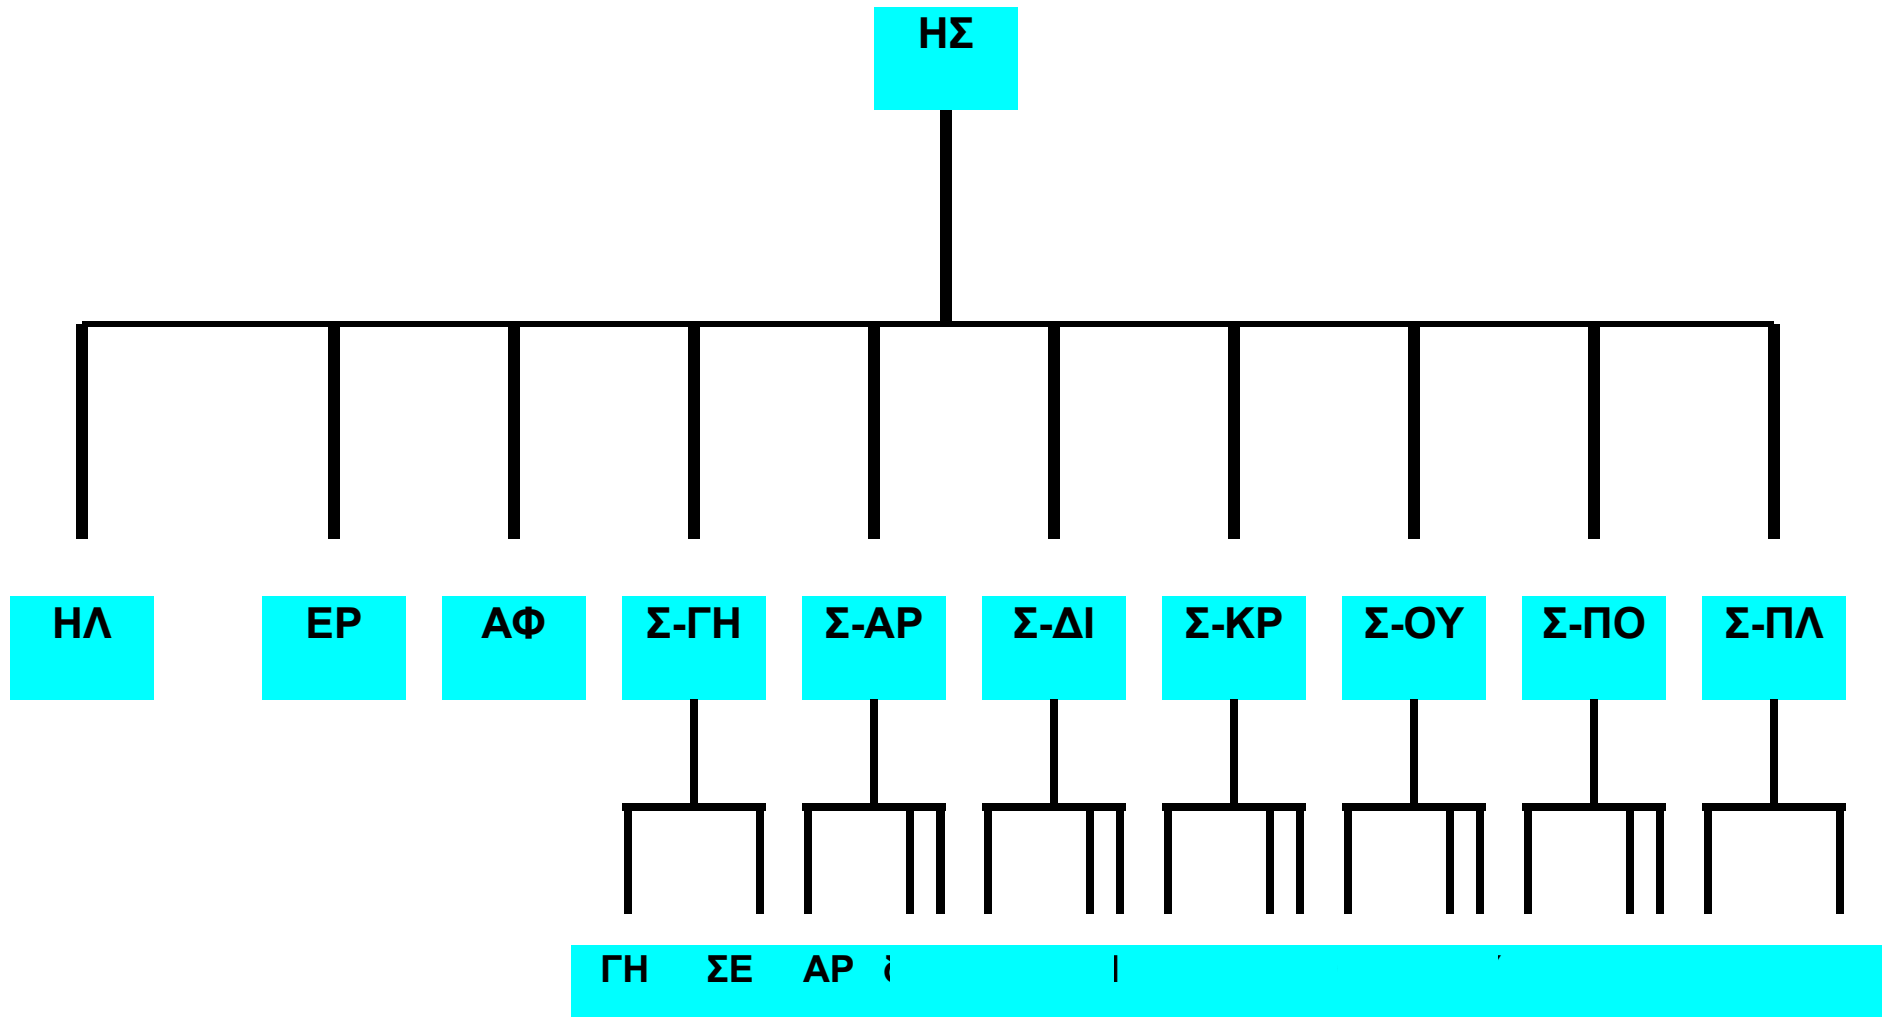 ΗΣ
ΗΛ ΕΡ ΑΦ Σ-ΓΗ Σ-ΑΡ Σ-ΔΙ Σ-ΚΡ Σ-ΟΥ Σ-ΠΟ Σ-ΠΛ
ΓΗ ΣΕ ΑΡ